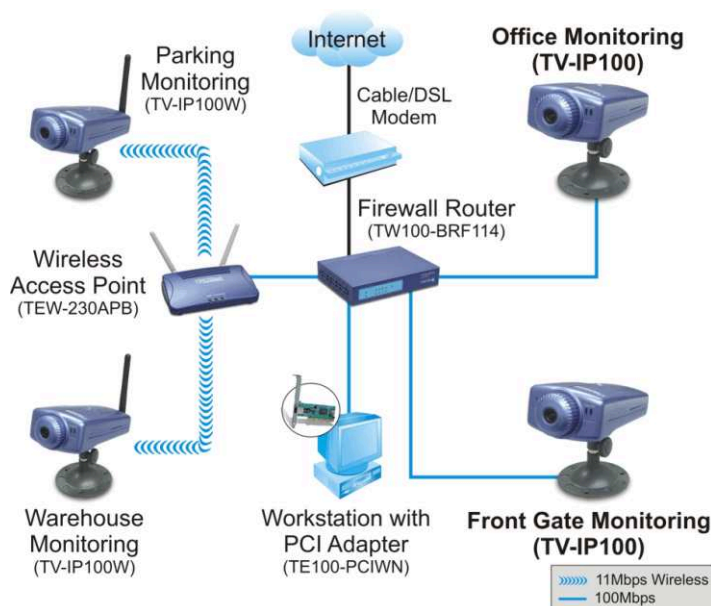 Parking
Monitoring
(TV-IP100W)
Internet
Cable/DSL
Modem
Office Monitoring
(TV-IP100)
Firewall Router
(TW100-BRF114)
Wireless
Access Point
(TEW-230APB)
Warehouse
Monitoring
(TV-IP100W)
Workstation with
PCI Adapter
(TE100-PCIWN)
Front Gate Monitoring
(TV-IP100)
11Mbps Wireless
100Mbps